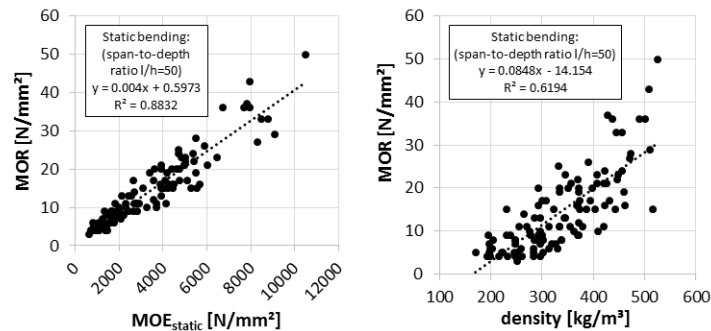 60
50
40
30
20
10
0
MOR [N/mm²]
Static bending:
(span-to-depth
ratio l/h=50)
y = 0.004x + 0.5973
R² = 0.8832
0
2000
4000
6000
8000
10000
12000
MOE static [N/mm²]
60
50
40
30
20
10
0
MOR [N/mm²]
Static bending:
(span-to-depth ratio l/h=50)
y = 0.0848x - 14.154
R² = 0.6194
100 200 300 400 500 600
density [kg/m³]